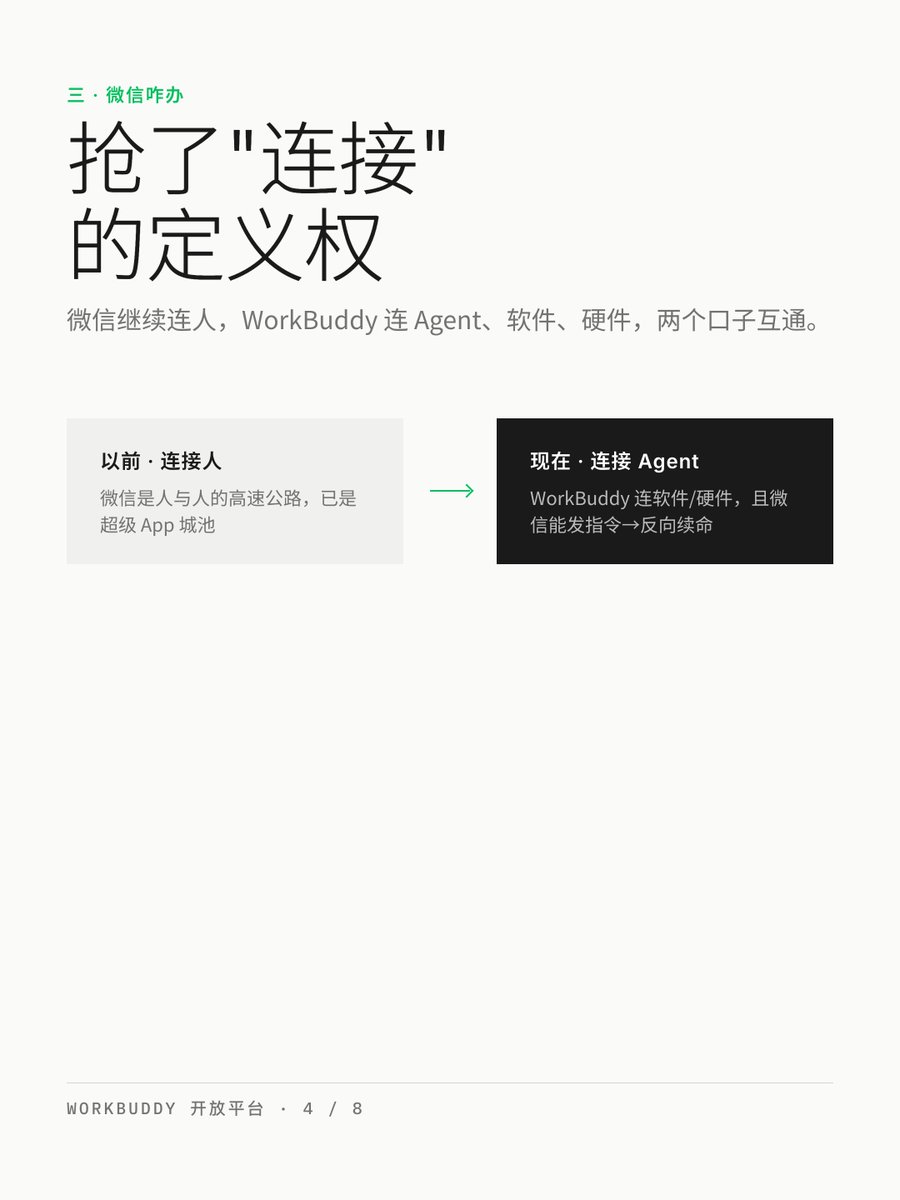 三 · 微信咋办
抢了"连接"
的定义权
微信继续连人，WorkBuddy 连 Agent、软件、硬件，两个口子互通。
以前 · 连接人
微信是人与人的高速公路，已是
超级 App 城池
现在 · 连接 Agent
WorkBuddy 连软件/硬件，且微
信能发指令→反向续命
WORKBUDDY 开放平台 · 4 / 8